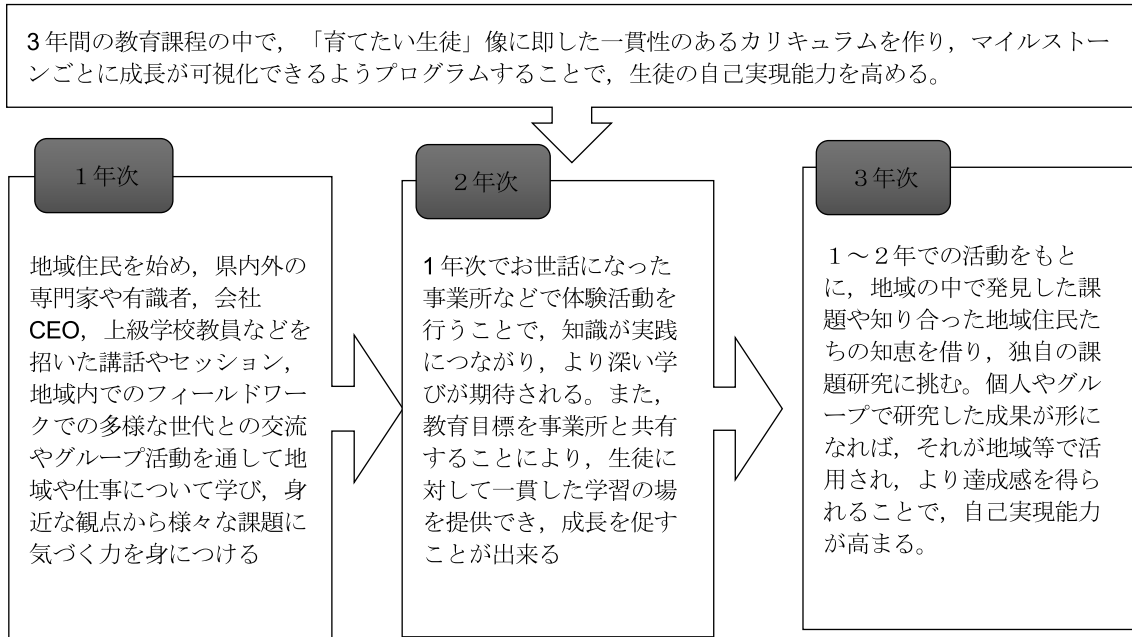 3年間の教育課程の中で，「育てたい生徒」像に即した一貫性のあるカリキュラムを作り，マイルストー
ンごとに成長が可視化できるようプログラムすることで，生徒の自己実現能力を高める。
１年次
地域住民を始め，県内外の
専門家や有識者，会社
CEO，上級学校教員などを
招いた講話やセッション，
地域内でのフィールドワー
クでの多様な世代との交流
やグループ活動を通して地
域や仕事について学び，身
近な観点から様々な課題に
気づく力を身につける
２年次
1年次でお世話になった
事業所などで体験活動を
行うことで，知識が実践
につながり，より深い学
びが期待される。また，
教育目標を事業所と共有
することにより，生徒に
対して一貫した学習の場
を提供でき，成長を促す
ことが出来る
３年次
１～２年での活動をもと
に，地域の中で発見した課
題や知り合った地域住民た
ちの知恵を借り，独自の課
題研究に挑む。個人やグル
ープで研究した成果が形に
なれば，それが地域等で活
用され，より達成感を得ら
れることで，自己実現能力
が高まる。